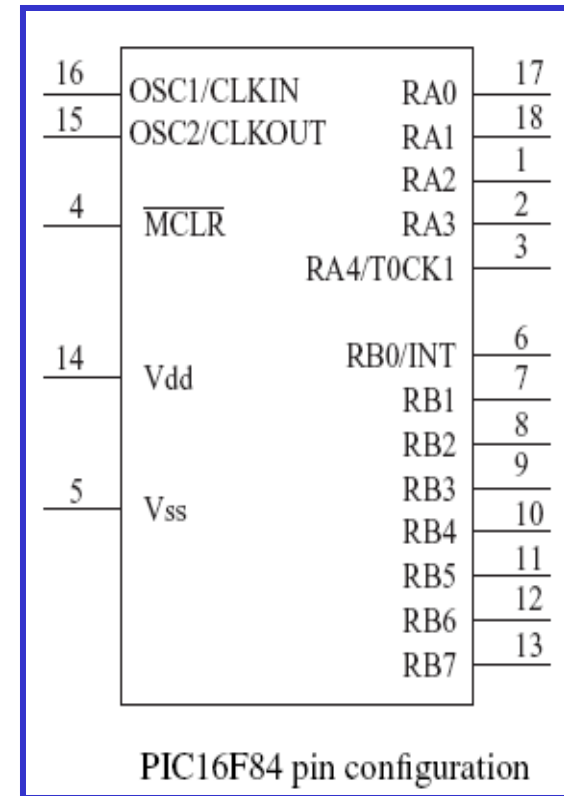 16 OSC1/CLKIN RA0 17
15 OSC2/CLKOUT RA1 18
RA2 1
4 MCLR RA3 2
RA4/T0CK1 3
RB0/INT 6
14 Vdd RB1 7
RB2 8
RB3 9
5 Vss RB4 10
RB5 11
RB6 12
RB7 13
PIC16F84 pin configuration